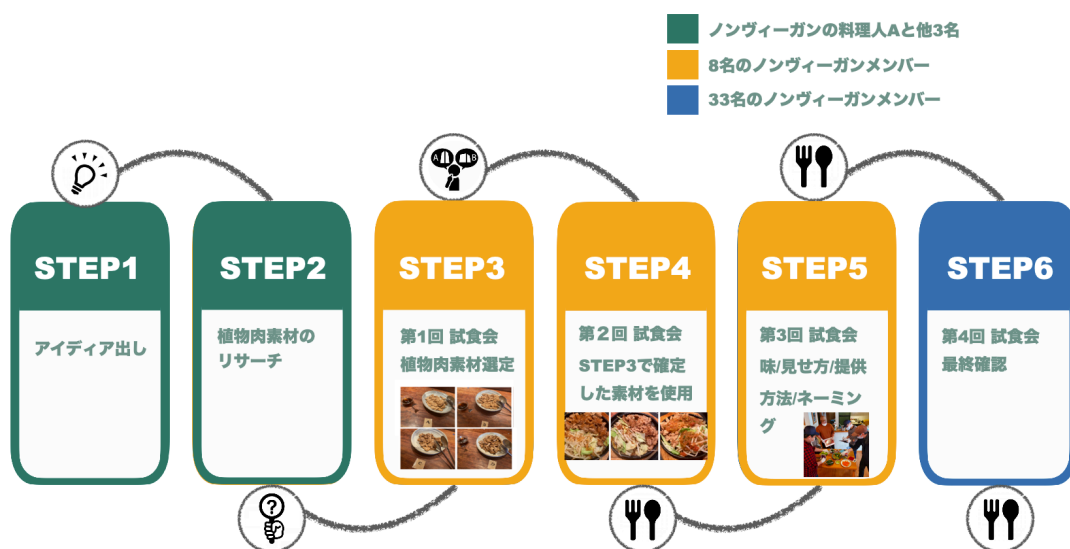 ノンヴィーガンの料理人Aと他3名
8名のノンヴィーガンメンバー
33名のノンヴィーガンメンバー
STEP1
アイディア出し
STEP2
植物肉素材の
リサーチ
STEP3
第1回 試食会
植物肉素材選定
STEP4
第2回 試食会
STEP3で確定
した素材を使用
STEP5
第3回 試食会
味/見せ方/提供
方法/ネーミン
グ
STEP6
第4回 試食会
最終確認
A
B
?